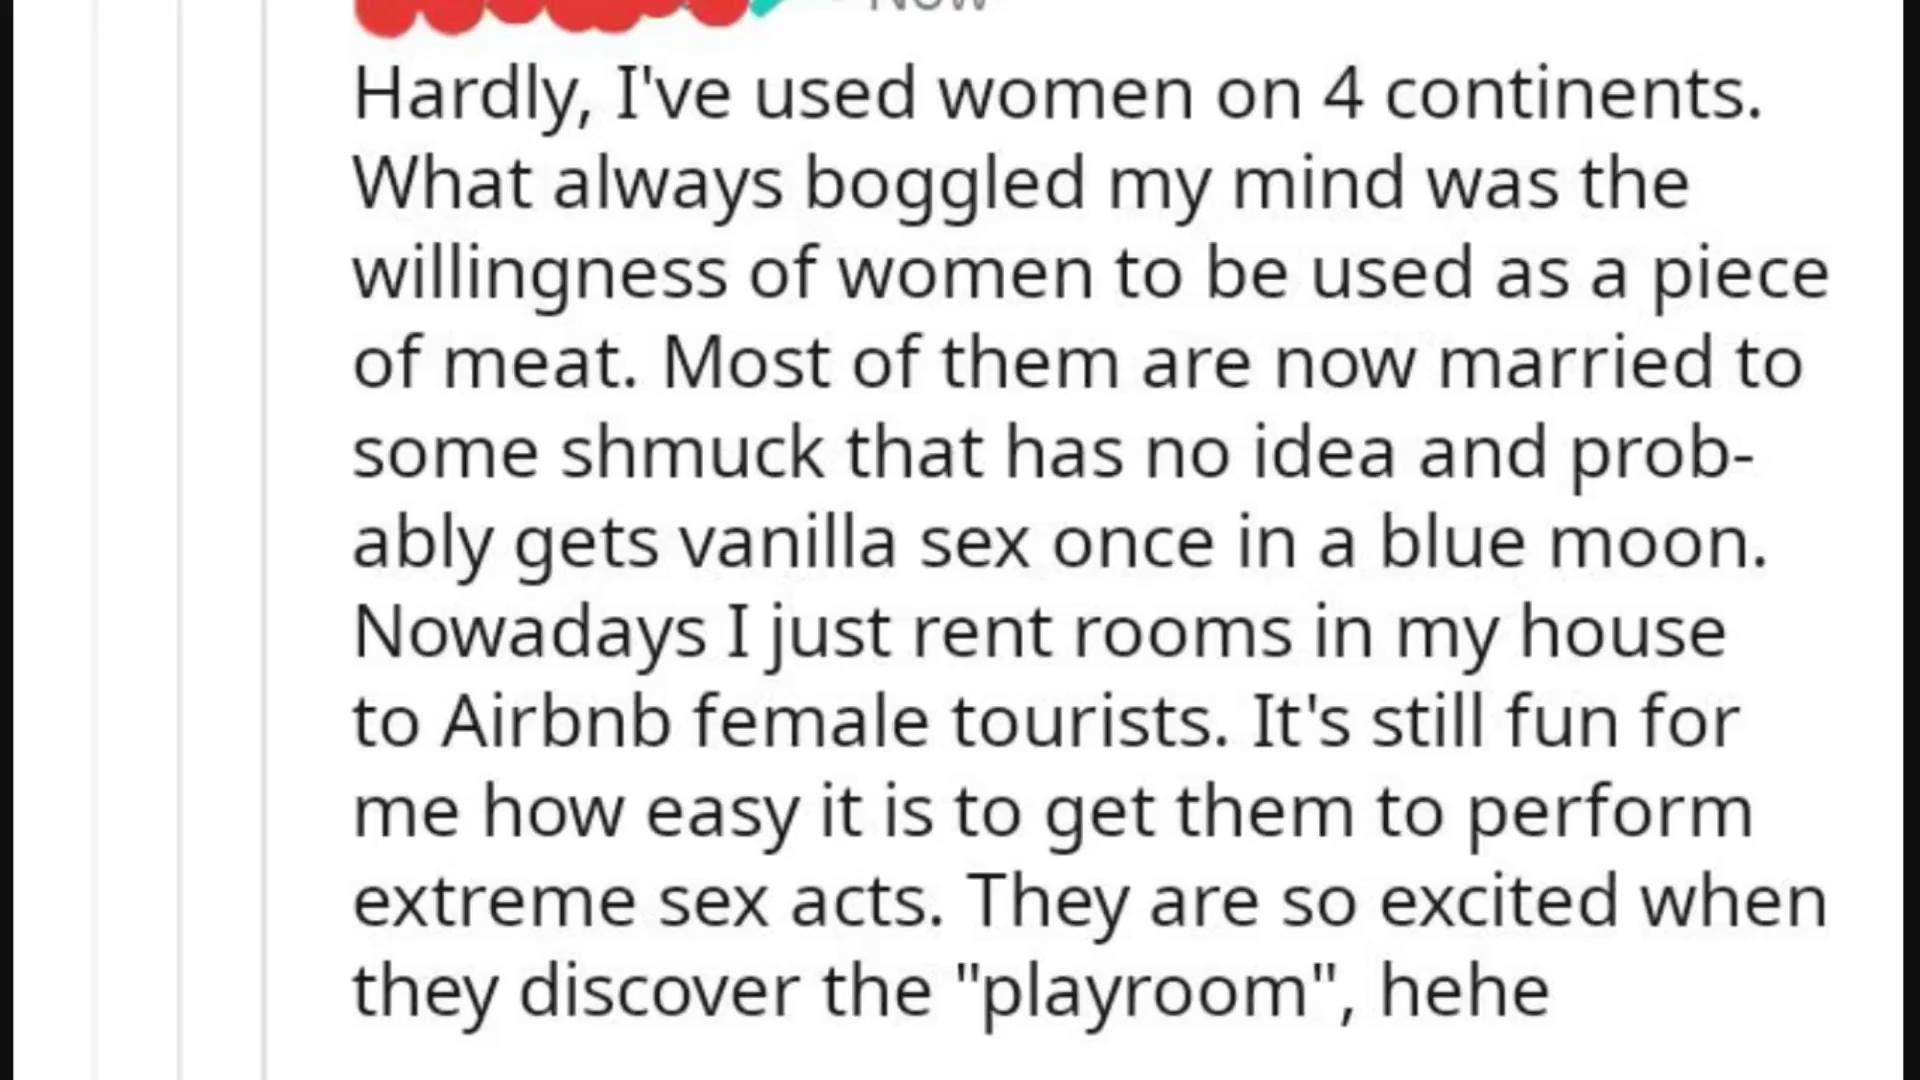 Now
Hardly, I've used women on 4 continents.
What always boggled my mind was the
willingness of women to be used as a piece
of meat. Most of them are now married to
some shmuck that has no idea and prob-
ably gets vanilla sex once in a blue moon.
Nowadays I just rent rooms in my house
to Airbnb female tourists. It's still fun for
me how easy it is to get them to perform
extreme sex acts. They are so excited when
they discover the "playroom", hehe